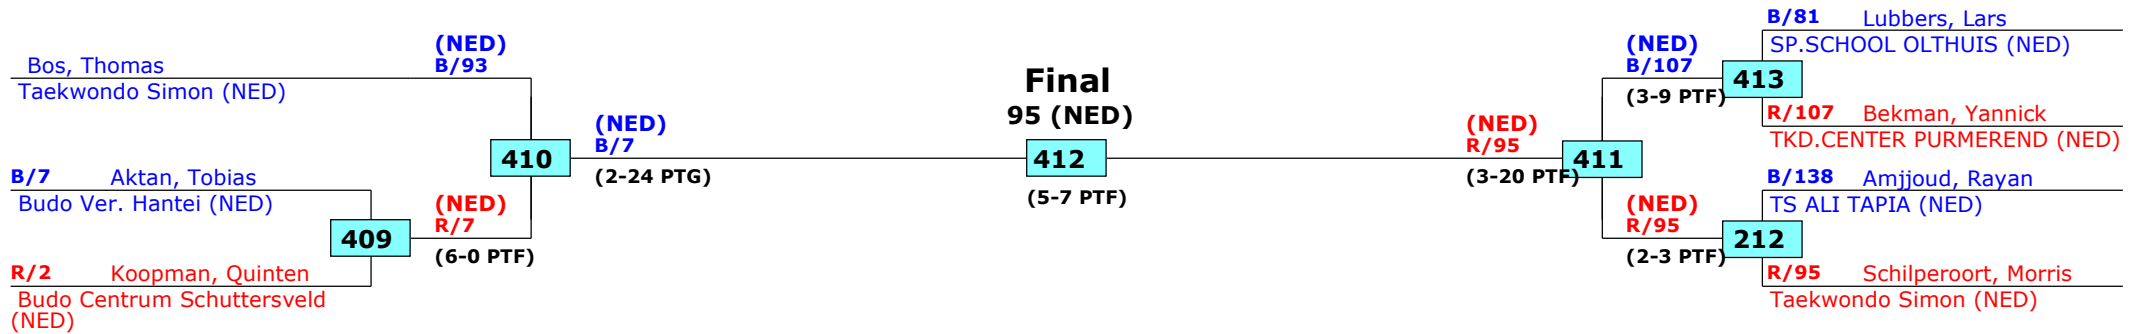 (NED)
B/93
Bos, Thomas
Taekwondo Simon (NED)
B/7 Aktan, Tobias
Budo Ver. Hantei (NED)
409
R/2 Koopman, Quinten
Budo Centrum Schuttersveld
(NED)
(NED)
R/7
(6-0 PTF)
410
(NED)
B/7
(2-24 PTG)
Final
95 (NED)
412
(5-7 PTF)
(NED)
R/95
(3-20 PTF)
411
(NED)
B/107
(3-9 PTF)
413
B/81 Lubbers, Lars
SP.SCHOOL OLTHUIS (NED)
R/107 Bekman, Yannick
TKD.CENTER PURMEREND (NED)
B/138 Amjjoud, Rayan
TS ALI TAPIA (NED)
(NED)
R/95
(2-3 PTF)
212
R/95 Schilperoort, Morris
Taekwondo Simon (NED)